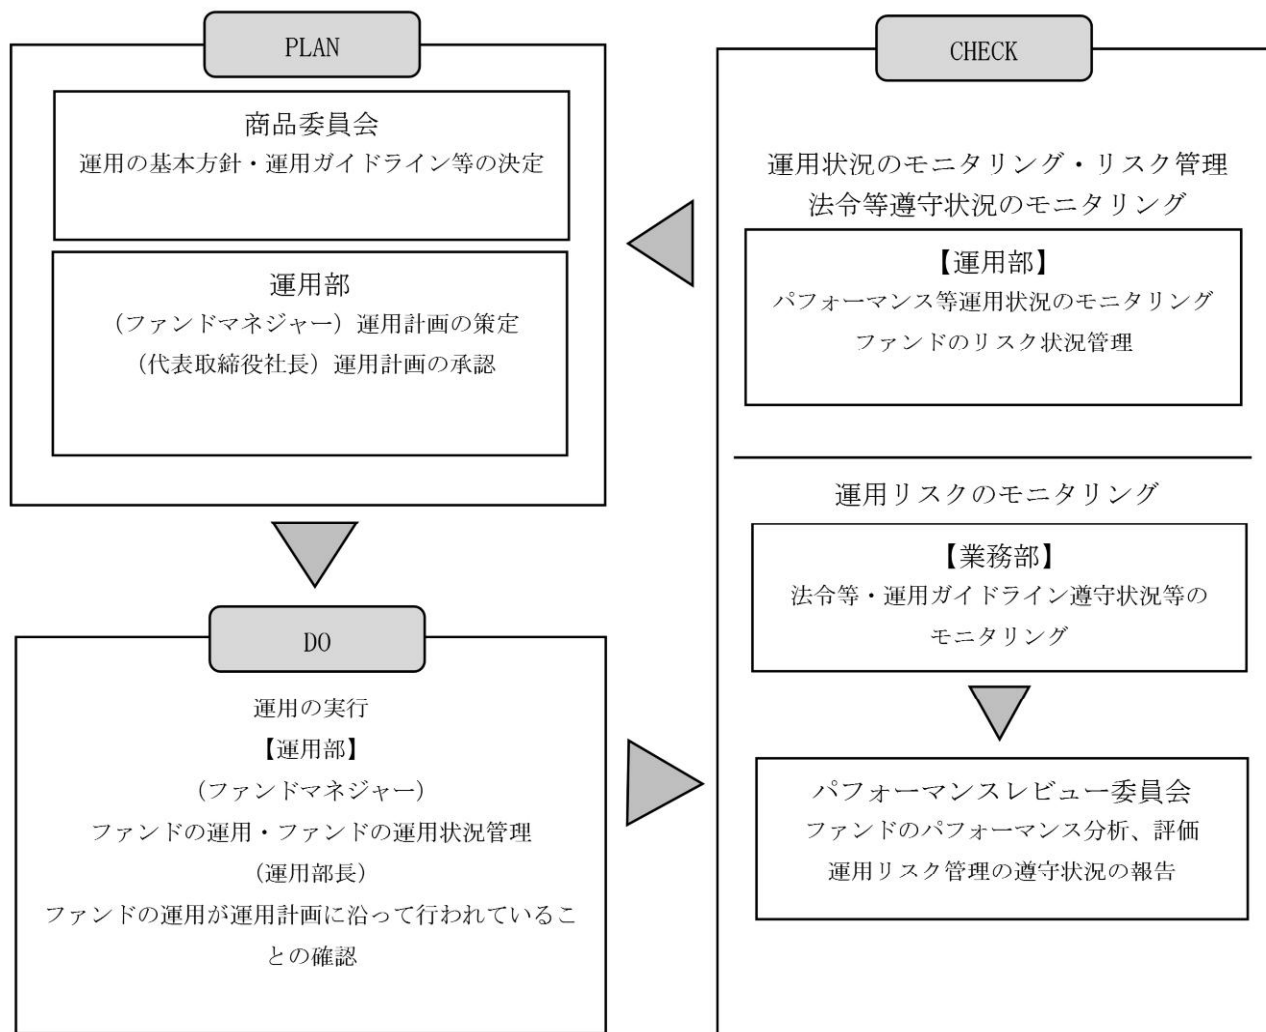 PLAN
商品委員会
運用の基本方針・運用ガイドライン等の決定
運用部
（ファンドマネジャー）運用計画の策定
（代表取締役社長）運用計画の承認
DO
運用の実行
【運用部】
（ファンドマネジャー）
ファンドの運用・ファンドの運用状況管理
（運用部長）
ファンドの運用が運用計画に沿って行われているこ
との確認
CHECK
運用状況のモニタリング・リスク管理
法令等遵守状況のモニタリング
【運用部】
パフォーマンス等運用状況のモニタリング
ファンドのリスク状況管理
運用リスクのモニタリング
【業務部】
法令等・運用ガイドライン遵守状況等の
モニタリング
パフォーマンスレビュー委員会
ファンドのパフォーマンス分析、評価
運用リスク管理の遵守状況の報告